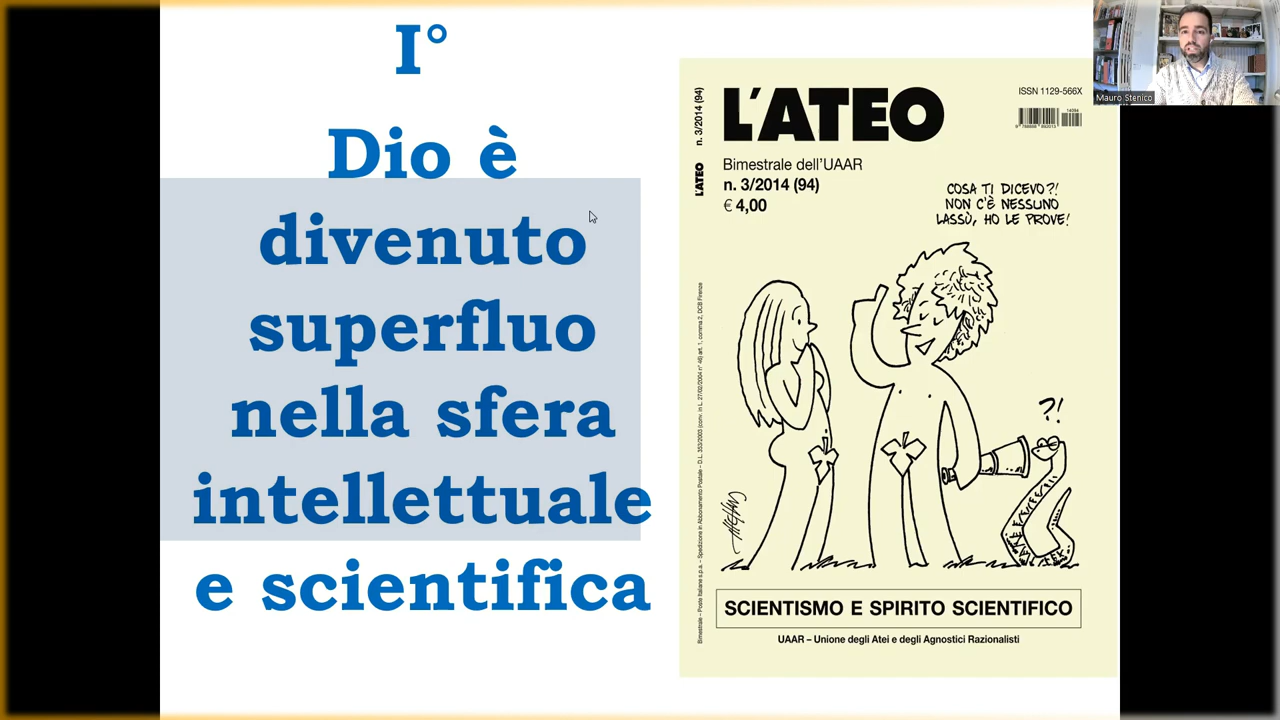 I°
Dio è
divenuto
superfluo
nella sfera
intellettuale
e scientifica
n. 3/2014 (94)
L'ATEO
L'ATEO
ISSN 1129-566X
Bimestrale dell'UAAR
n. 3/2014 (94)
€ 4,00
COSA TI DICEVO?!
NON C'È NESSUNO
LASSÙ, HO LE PROVE!
?!
SCIENTISMO E SPIRITO SCIENTIFICO
UAAR – Unione degli Atei e degli Agnostici Razionalisti
Mauro Stenico